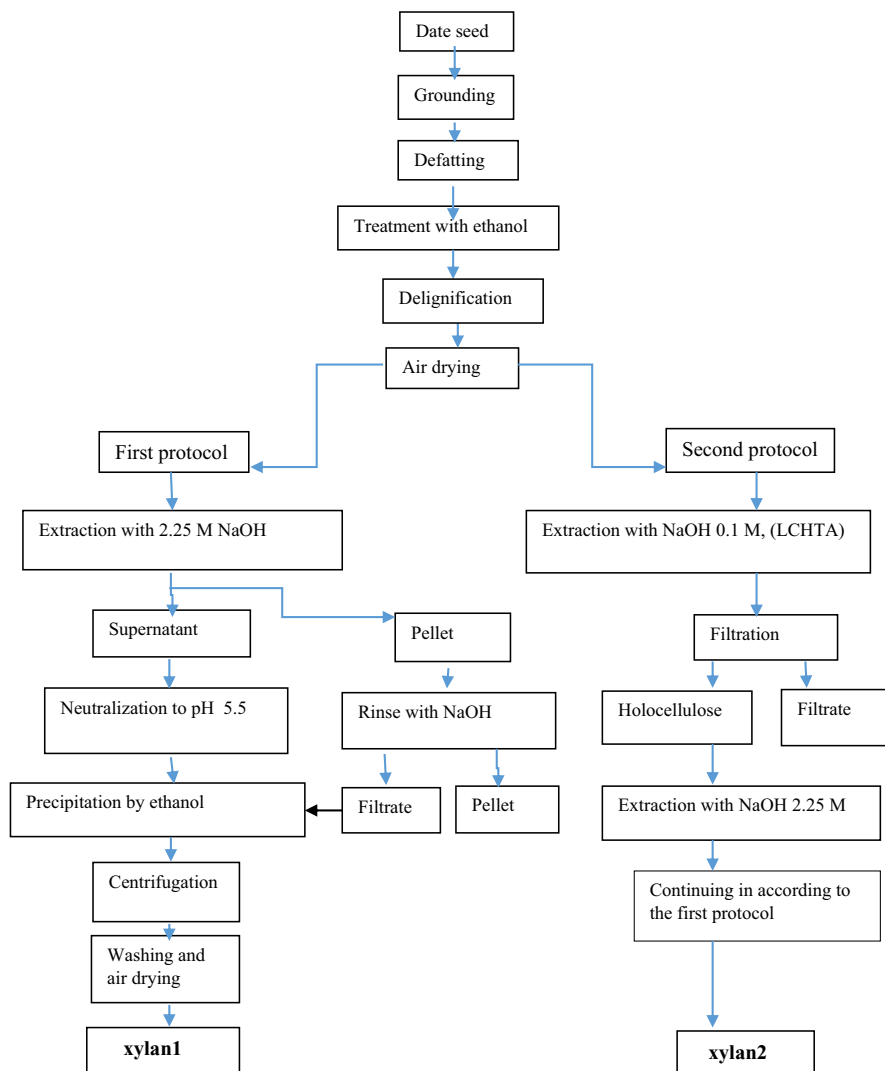 Date seed
Grounding
Defatting
Treatment with ethanol
Delignification
Air drying
First protocol
Second protocol
Extraction with 2.25 M NaOH
Extraction with NaOH 0.1 M, (LCHTA)
Supernatant
Pellet
Filtration
Neutralization to pH  5.5
Rinse with NaOH
Holocellulose
Filtrate
Precipitation by ethanol
Filtrate
Pellet
Extraction with NaOH 2.25 M
Centrifugation
Continuing in according to
the first protocol
Washing and
air drying
xylan1
xylan2